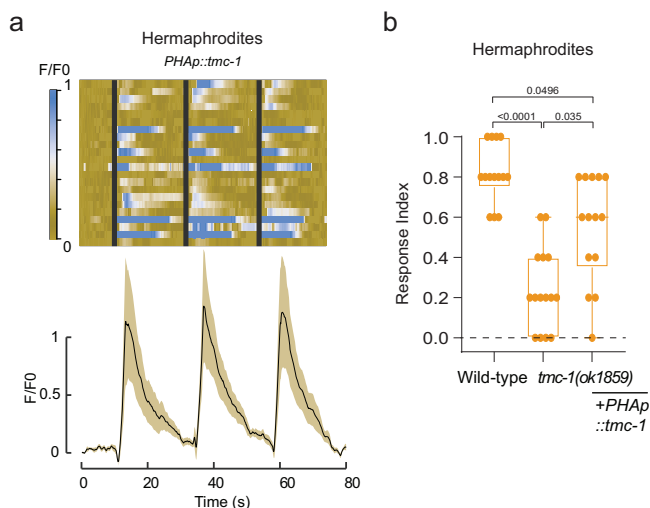 a
Hermaphrodites
PHAp::tmc-1
F/F0
1
0
F/F0
1
0.5
0
0
20
40
60
80
Time (s)
b
Hermaphrodites
0.0496
<0.0001
0.035
Response Index
1.0
0.8
0.6
0.4
0.2
0.0
Wild-type
tmc-1(ok1859)
+PHAp
::tmc-1